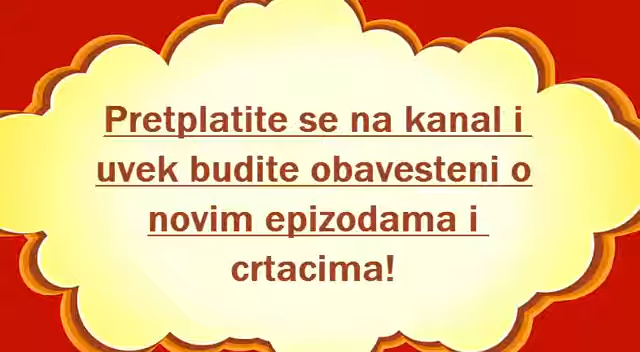 Pretplatite se na kanal i
uvek budite obavesteni o
novim epizodama i
crtacima!